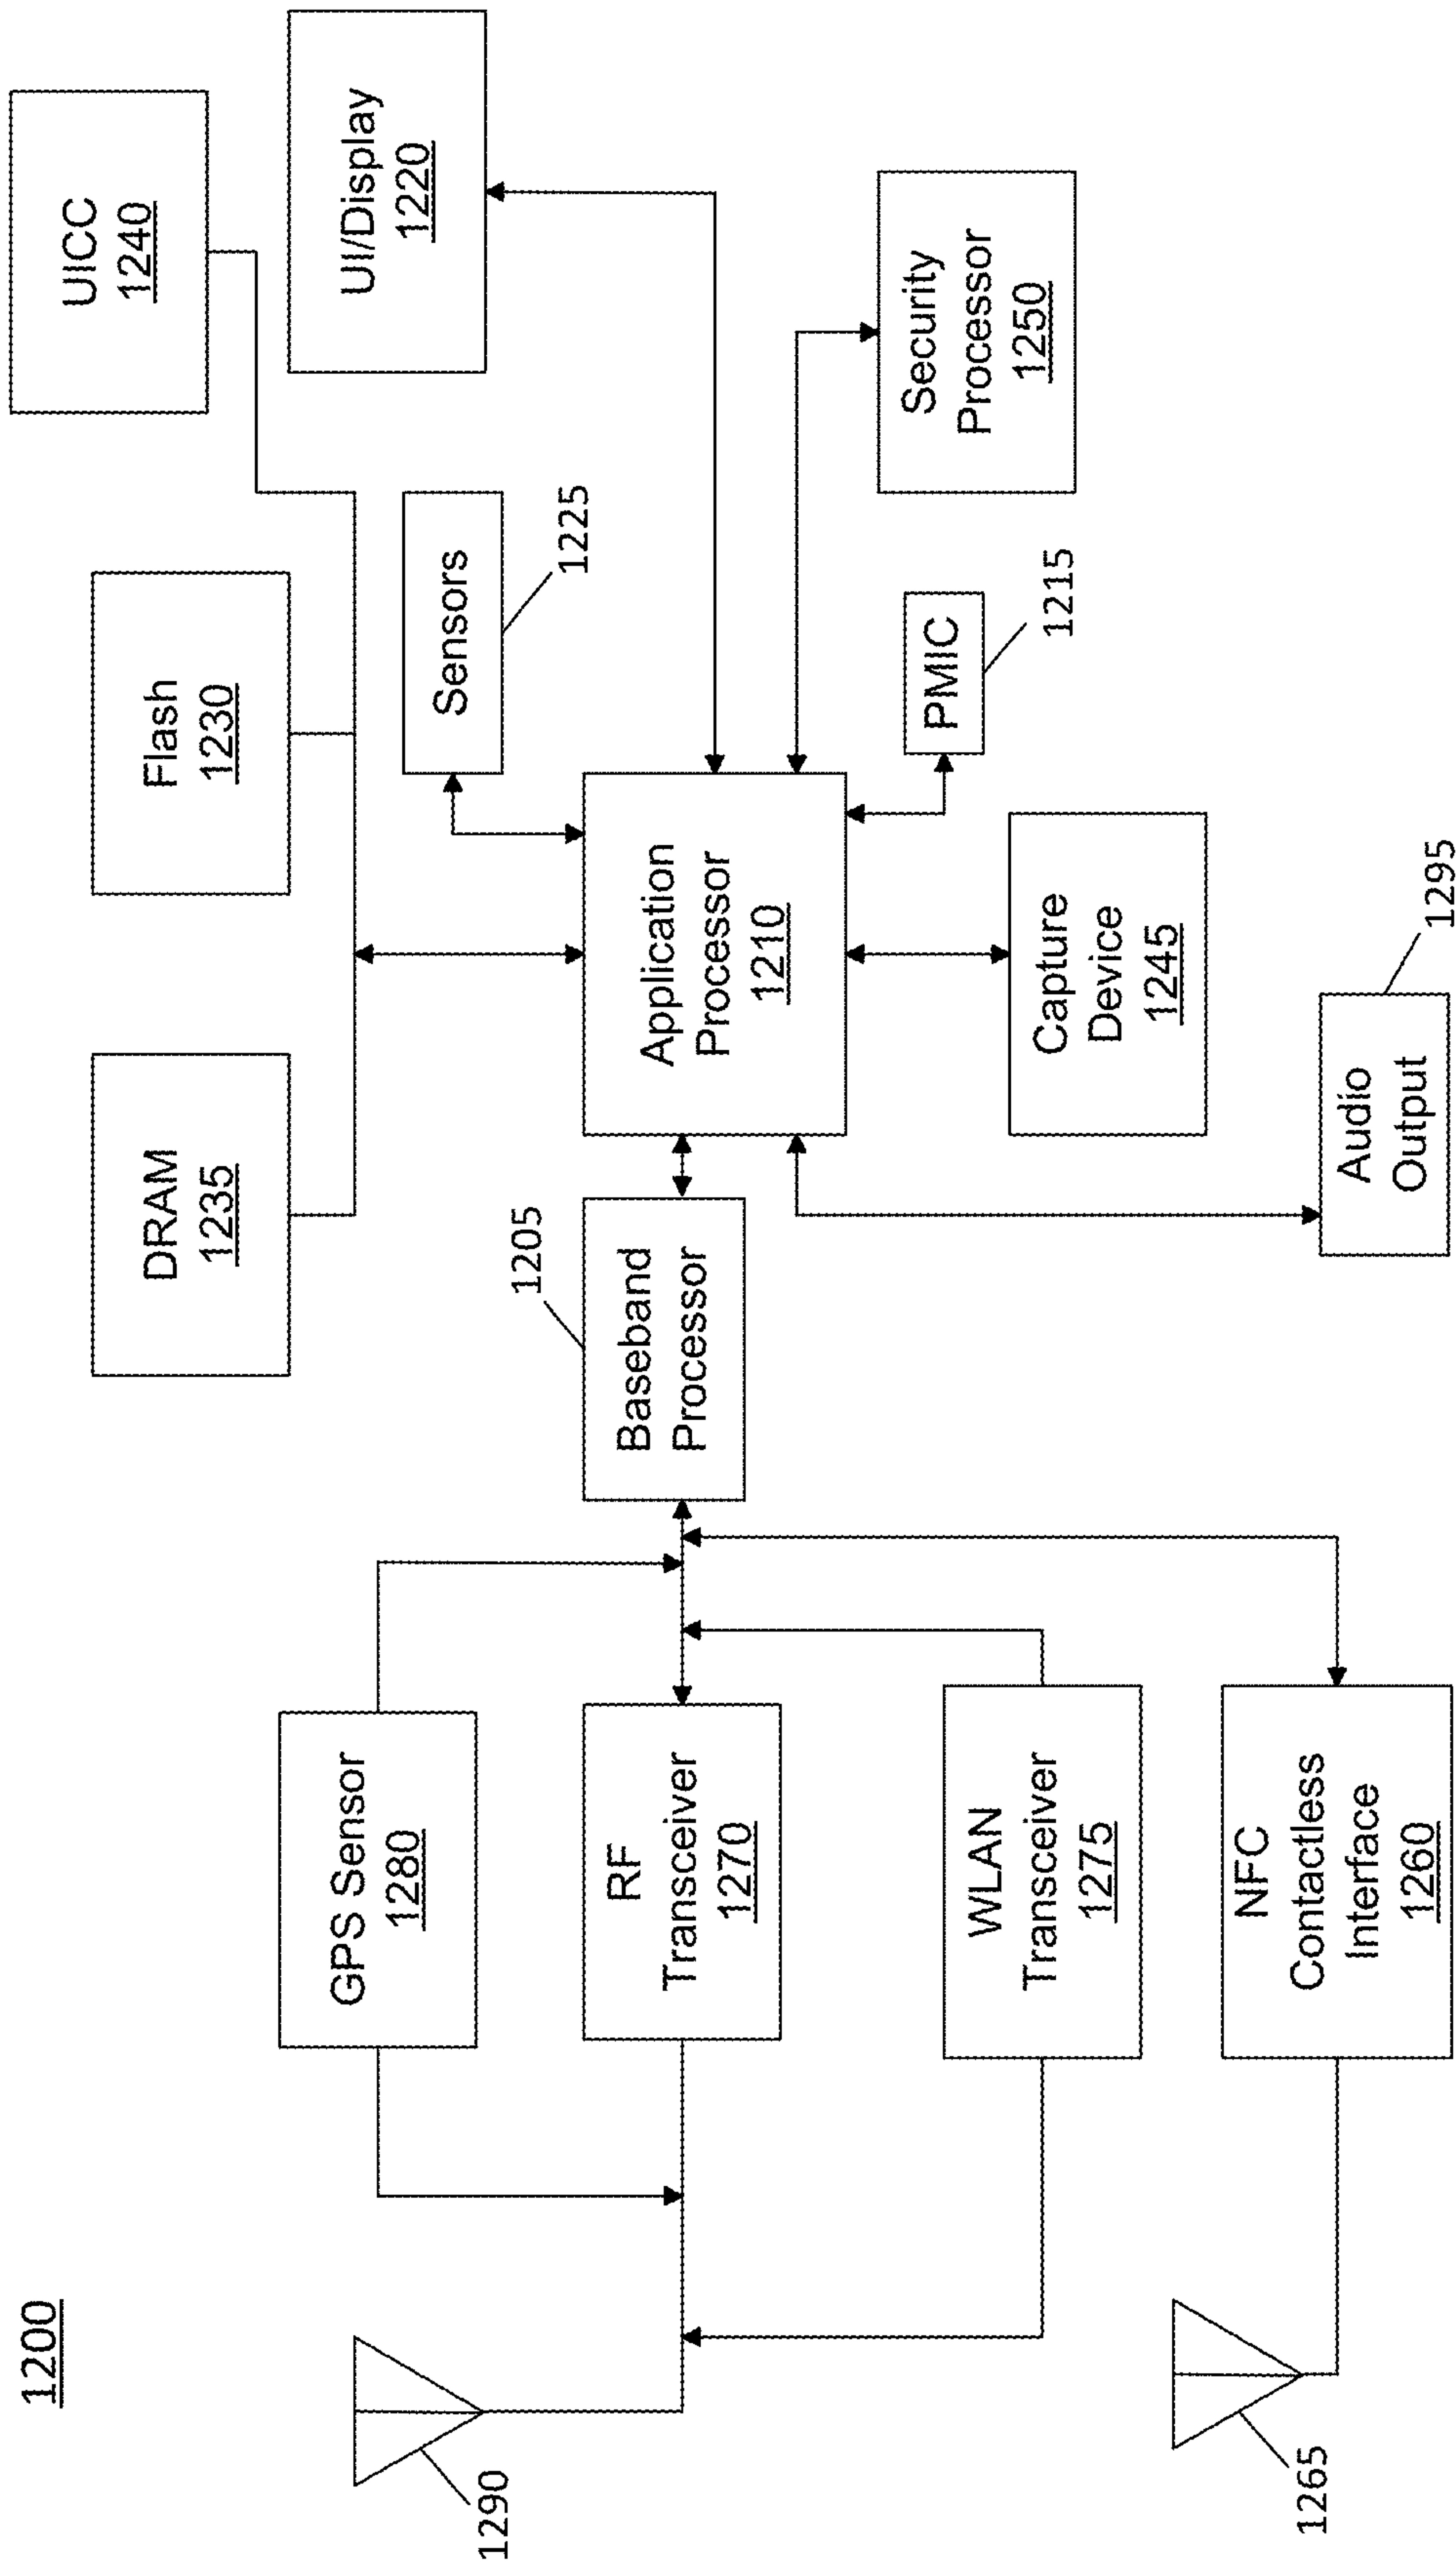 1200
UICC
1240
DRAM
1235
Flash
1230
UI/Display
1220
Sensors
1225
GPS Sensor
1280
1290
1205
Baseband
Processor
Application
Processor
1210
RF
Transceiver
1270
Security
Processor
1250
PMIC
1215
WLAN
Transceiver
1275
Capture
Device
1245
NFC
Contactless
Interface
1260
1265
Audio
Output
1295